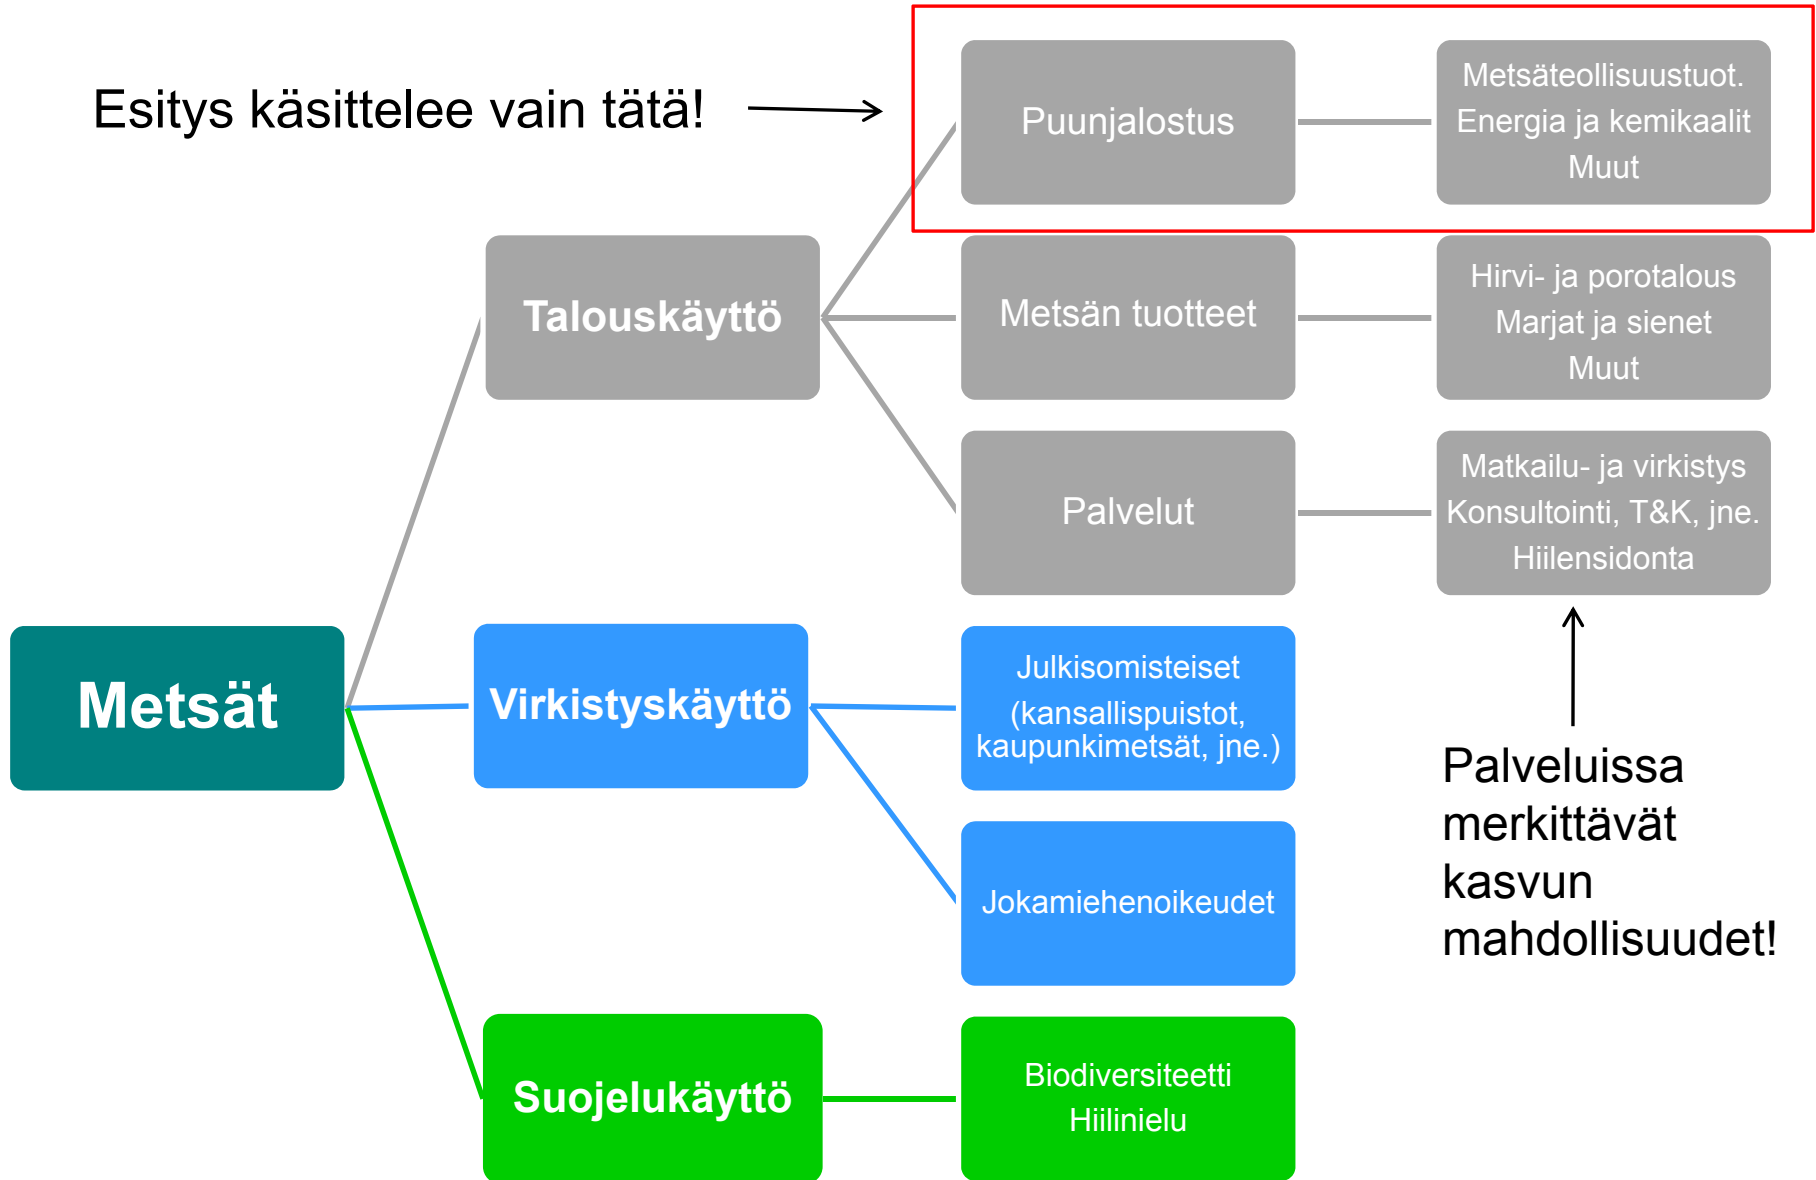 Esitys käsittelee vain tätä!
Puunjalostus
Metsäteollisuustuot.
Energia ja kemikaalit
Muut
Talouskäyttö
Metsän tuotteet
Hirvi- ja porotalous
Marjat ja sienet
Muut
Palvelut
Matkailu- ja virkistys
Konsultointi, T&K, jne.
Hiilensidonta
Metsät
Virkistyskäyttö
Julkisomisteiset
(kansallispuistot,
kaupunkimetsät, jne.)
Palveluissa
merkittävät
kasvun
mahdollisuudet!
Jokamiehenoikeudet
Suojelukäyttö
Biodiversiteetti
Hiilinielu